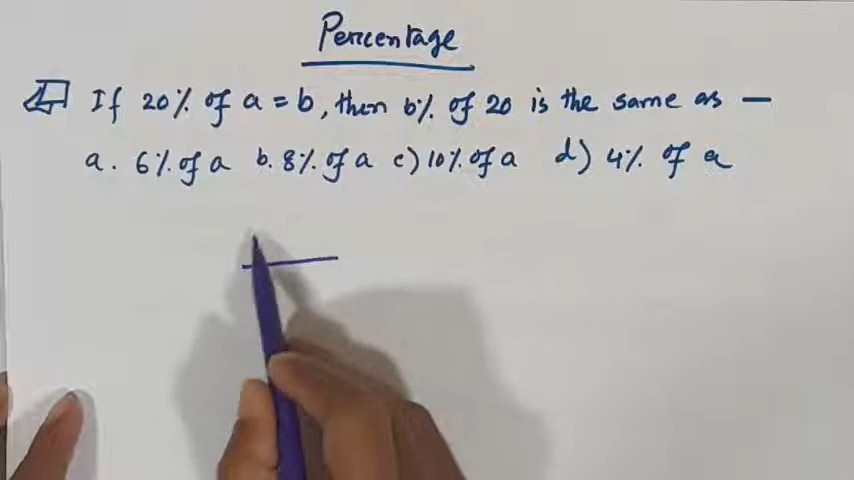 Percentage
If 20% of a = b, then b% of 20 is the same as —
a. 6% of a b. 8% of a c) 10% of a d) 4% of a